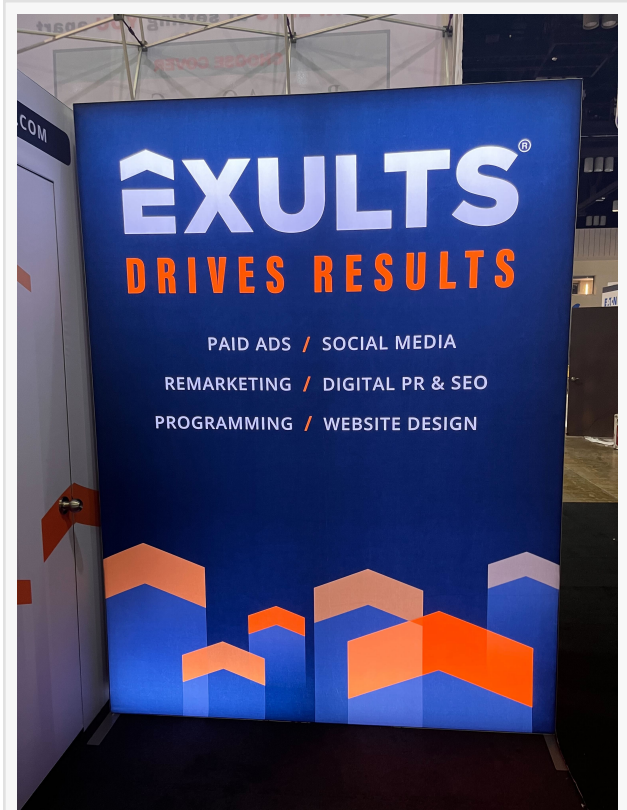 .COM
EXULTS®
DRIVES RESULTS
PAID ADS / SOCIAL MEDIA
REMARKETING / DIGITAL PR & SEO
PROGRAMMING / WEBSITE DESIGN